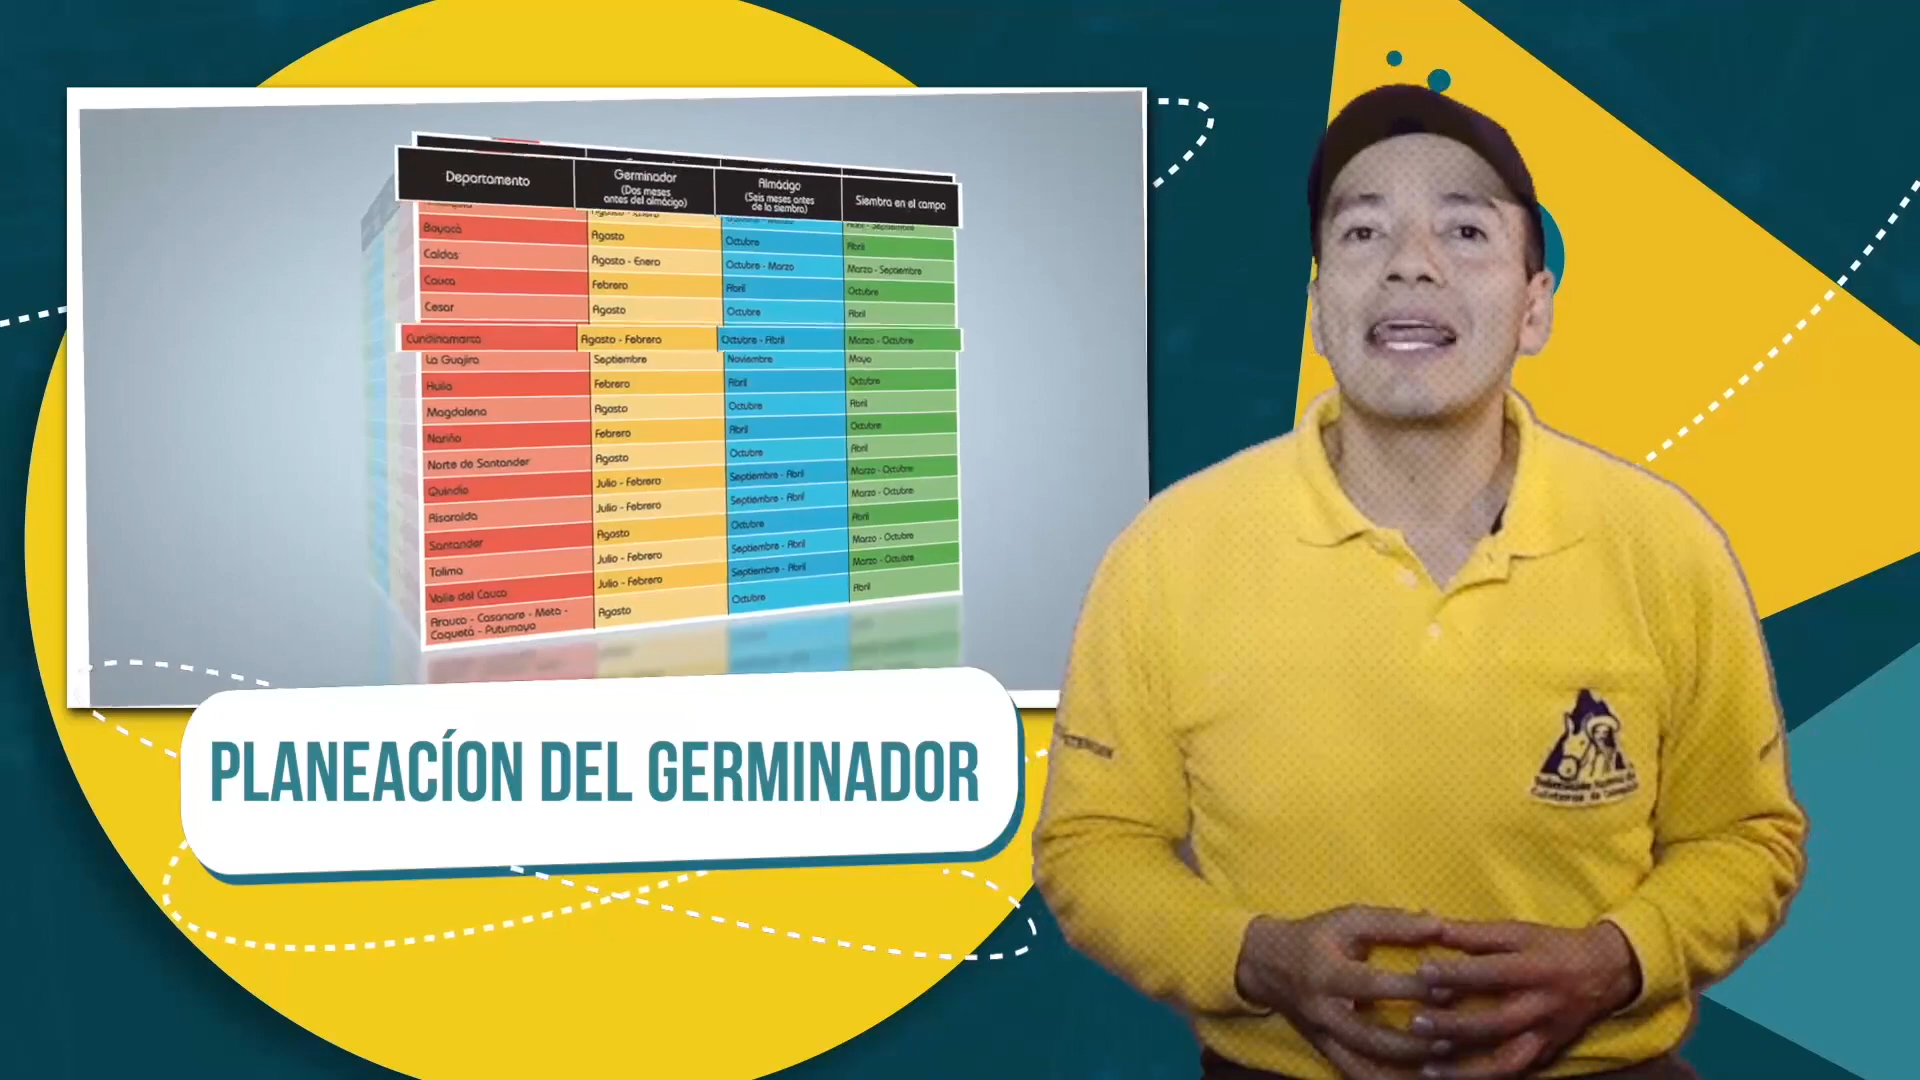 Departamento Germinador (Dos meses antes del almácigo) Almácigo (Seis meses antes de la siembra) Siembra en el campo
Boyacá Agosto Octubre Abril
Caldas Agosto - Enero Octubre - Marzo Marzo - Septiembre
Cauca Febrero Abril Octubre
Cesar Agosto Octubre Abril
Cundinamarca Agosto - Febrero Octubre - Abril Marzo - Octubre
La Guajira Septiembre Noviembre Mayo
Huila Febrero Abril Octubre
Magdalena Agosto Octubre Abril
Nariño Febrero Abril Octubre
Norte de Santander Agosto Octubre Abril
Quindío Julio - Febrero Septiembre - Abril Marzo - Octubre
Risaralda Julio - Febrero Septiembre - Abril Marzo - Octubre
Santander Agosto Octubre Abril
Tolima Julio - Febrero Septiembre - Abril Marzo - Octubre
Valle del Cauca Julio - Febrero Septiembre - Abril Marzo - Octubre
Arauca - Casanare - Meta - Caquetá - Putumayo Agosto Octubre Abril
PLANEACÍON DEL GERMINADOR